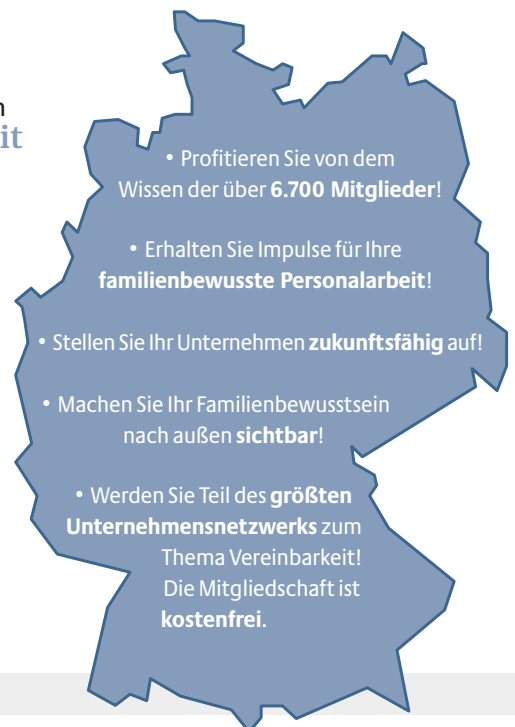 n
it
• Profitieren Sie von dem
Wissen der über 6.700 Mitglieder!
• Erhalten Sie Impulse für Ihre
familienbewusste Personalarbeit!
• Stellen Sie Ihr Unternehmen zukunftsfähig auf!
• Machen Sie Ihr Familienbewusstsein
nach außen sichtbar!
• Werden Sie Teil des größten
Unternehmensnetzwerks zum
Thema Vereinbarkeit!
Die Mitgliedschaft ist
kostenfrei.